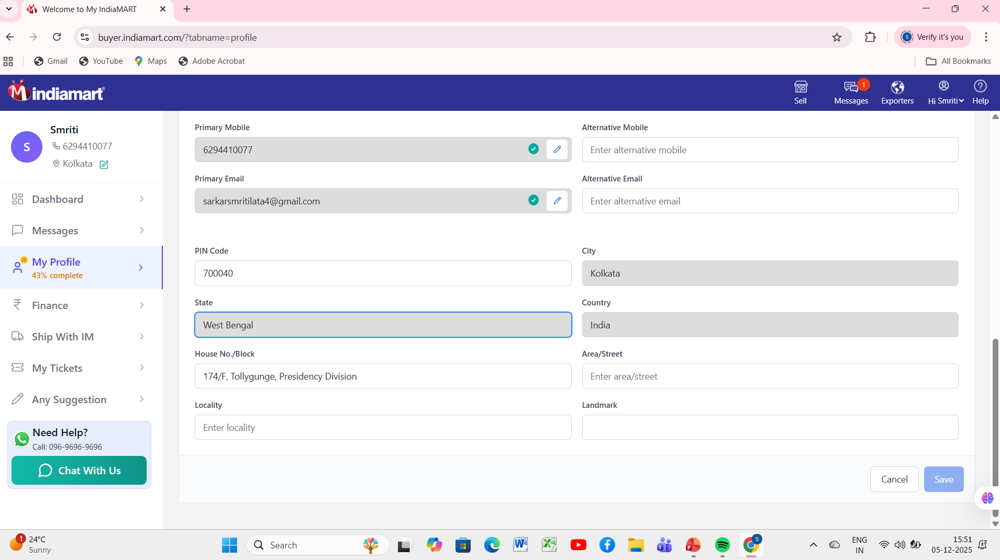 Welcome to My IndiaMART
buyer.indiamart.com/?tabname=profile
Verify it's you
Gmail
YouTube
Maps
Adobe Acrobat
All Bookmarks
indiamart
Sell
1
Messages
Exporters
Hi Smriti
Help
S
Smriti
6294410077
Kolkata
Dashboard
Messages
My Profile
43% complete
Finance
Ship With IM
My Tickets
Any Suggestion
Need Help?
Call: 096-9696-9696
Chat With Us
Primary Mobile
6294410077
Alternative Mobile
Enter alternative mobile
Primary Email
sarkarsmritilata4@gmail.com
Alternative Email
Enter alternative email
PIN Code
700040
City
Kolkata
State
West Bengal
Country
India
House No./Block
174/F, Tollygunge, Presidency Division
Area/Street
Enter area/street
Locality
Enter locality
Landmark
Cancel
Save
1
24°C
Sunny
Search
ENG
IN
15:51
05-12-2025